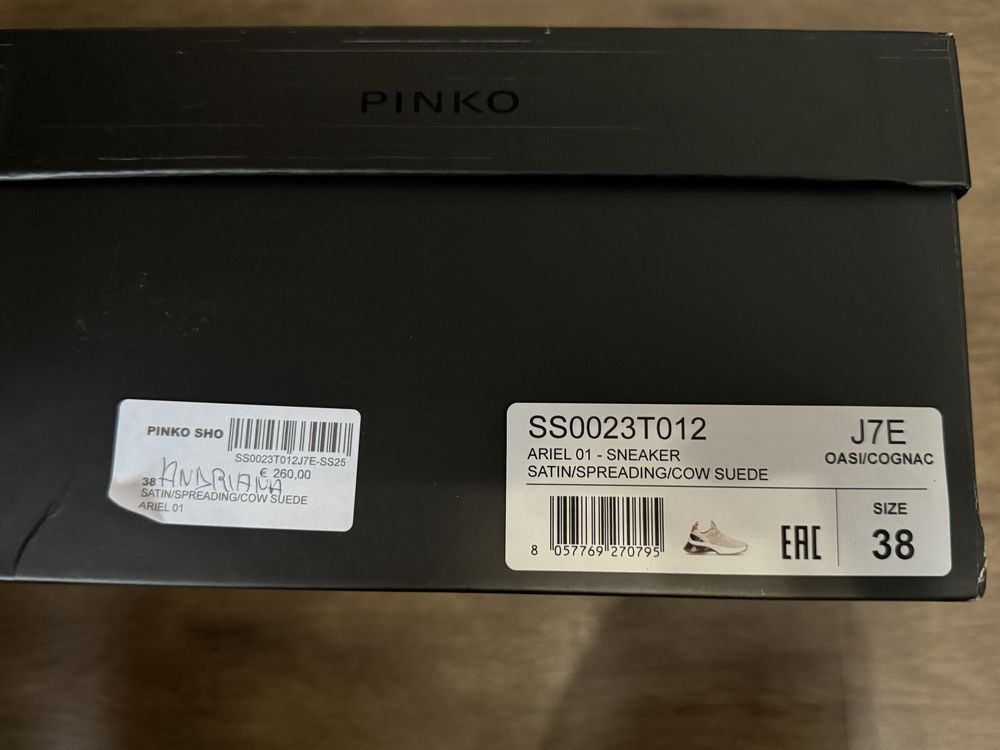 PINKO
PINKO SHO
SS0023T012J7E-SS25
€ 260,00
38 ANDRIANA
SATIN/SPREADING/COW SUEDE
ARIEL 01
SS0023T012
ARIEL 01 - SNEAKER
SATIN/SPREADING/COW SUEDE
8 057769 270795
EAC
J7E
OASI/COGNAC
SIZE
38